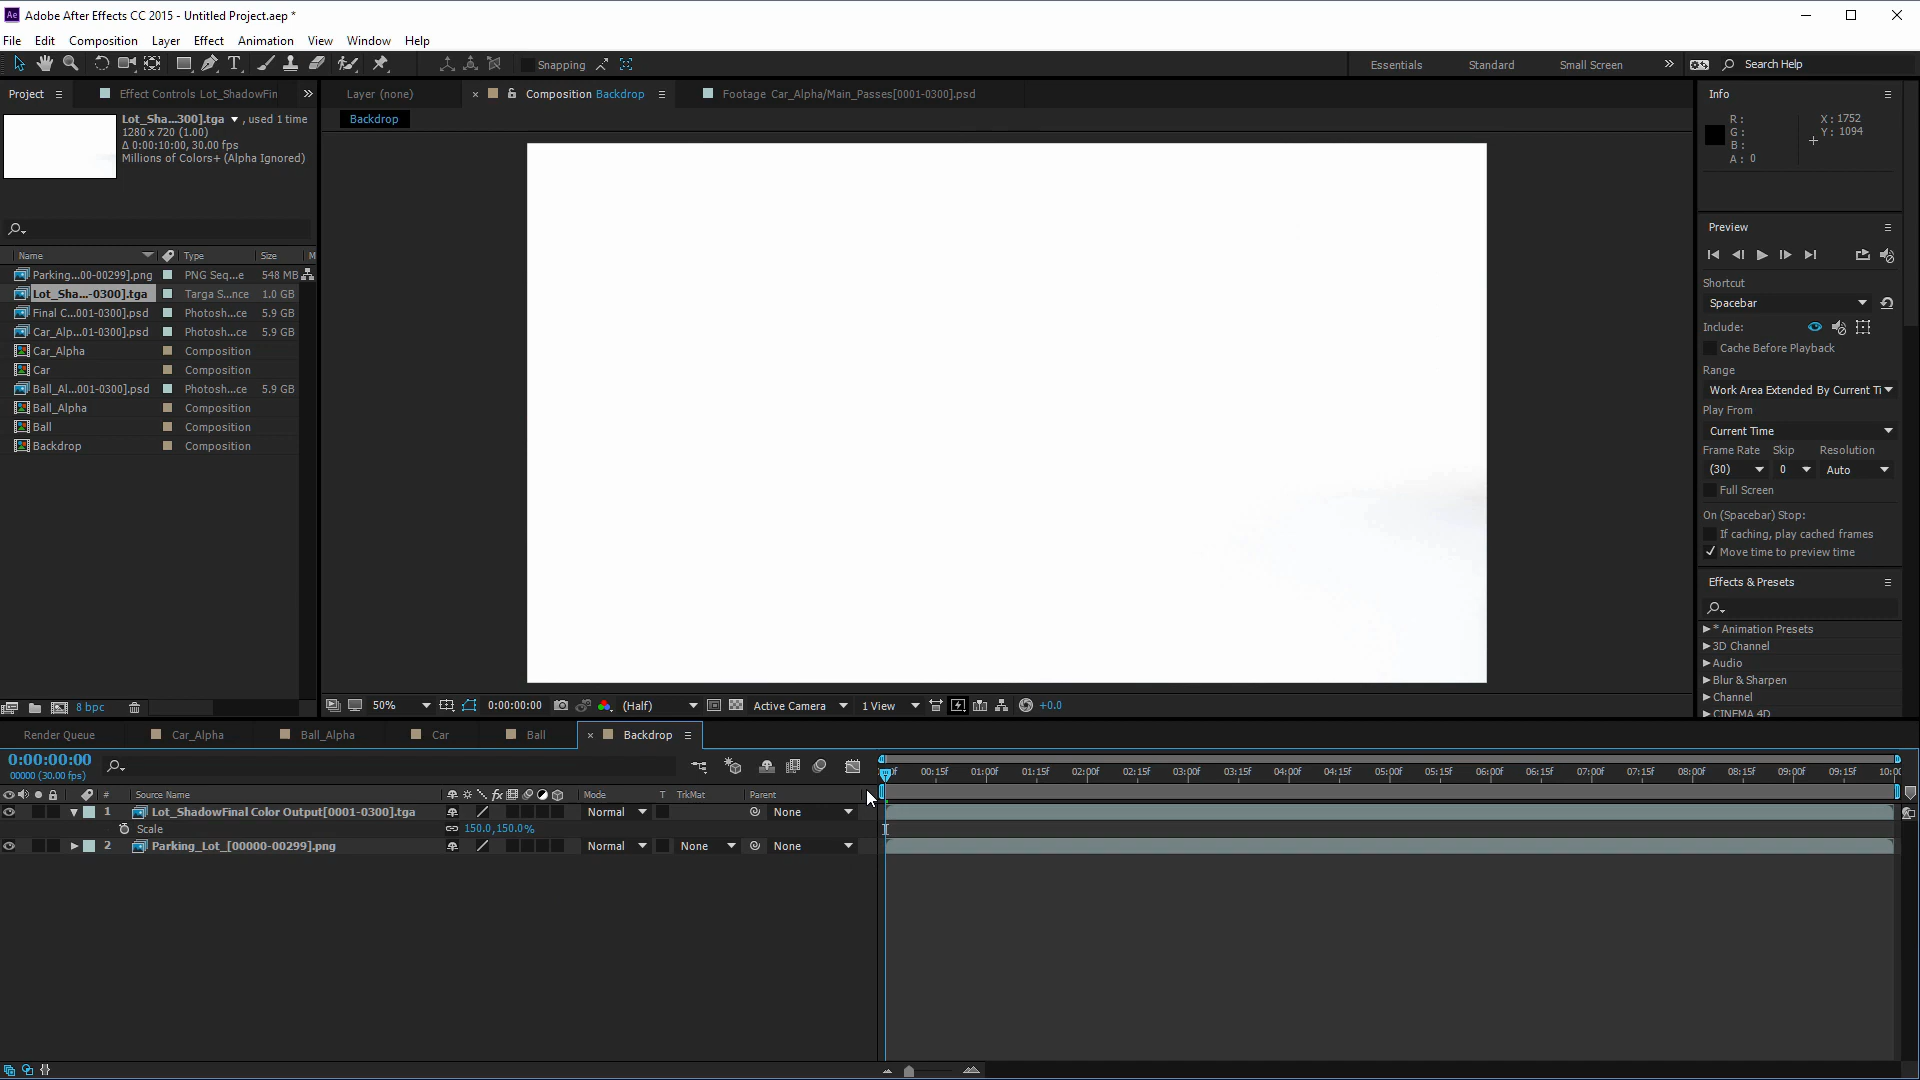 Ae Adobe After Effects CC 2015 - Untitled Project.aep *
File Edit Composition Layer Effect Animation View Window Help
T Snapping Essentials Standard Small Screen Search Help
Project Effect Controls Lot_ShadowFin
Layer (none) Composition Backdrop Footage Car_Alpha/Main_Passes[0001-0300].psd
Backdrop
Lot_Sha...300].tga , used 1 time
1280 x 720 (1.00)
Δ 0:00:10:00, 30.00 fps
Millions of Colors+ (Alpha Ignored)
Name Type Size M
Parking...00-00299].png PNG Seq...e 548 MB
Lot_Sha...-0300].tga Targa S...nce 1.0 GB
Final C...001-0300].psd Photosh...ce 5.9 GB
Car_Alp...01-0300].psd Photosh...ce 5.9 GB
Car_Alpha Composition
Car Composition
Ball_Al...001-0300].psd Photosh...ce 5.9 GB
Ball_Alpha Composition
Ball Composition
Backdrop Composition
8 bpc
50% 0:00:00:00 (Half) Active Camera 1 View +0.0
Info
R :
G :
B :
A : 0
X : 1752
Y : 1094
Preview
Shortcut
Spacebar
Include:
Cache Before Playback
Range
Work Area Extended By Current Ti
Play From
Current Time
Frame Rate Skip Resolution
(30) 0 Auto
Full Screen
On (Spacebar) Stop:
If caching, play cached frames
Move time to preview time
Effects & Presets
* Animation Presets
3D Channel
Audio
Blur & Sharpen
Channel
CINEMA 4D
Render Queue Car_Alpha Ball_Alpha Car Ball Backdrop
0:00:00:00
00000 (30.00 fps)
00:15f 01:00f 01:15f 02:00f 02:15f 03:00f 03:15f 04:00f 04:15f 05:00f 05:15f 06:00f 06:15f 07:00f 07:15f 08:00f 08:15f 09:00f 09:15f 10:0
# Source Name fx Mode T TrkMat Parent
1 Lot_ShadowFinal Color Output[0001-0300].tga Normal None
Scale 150.0,150.0%
2 Parking_Lot_[00000-00299].png Normal None None